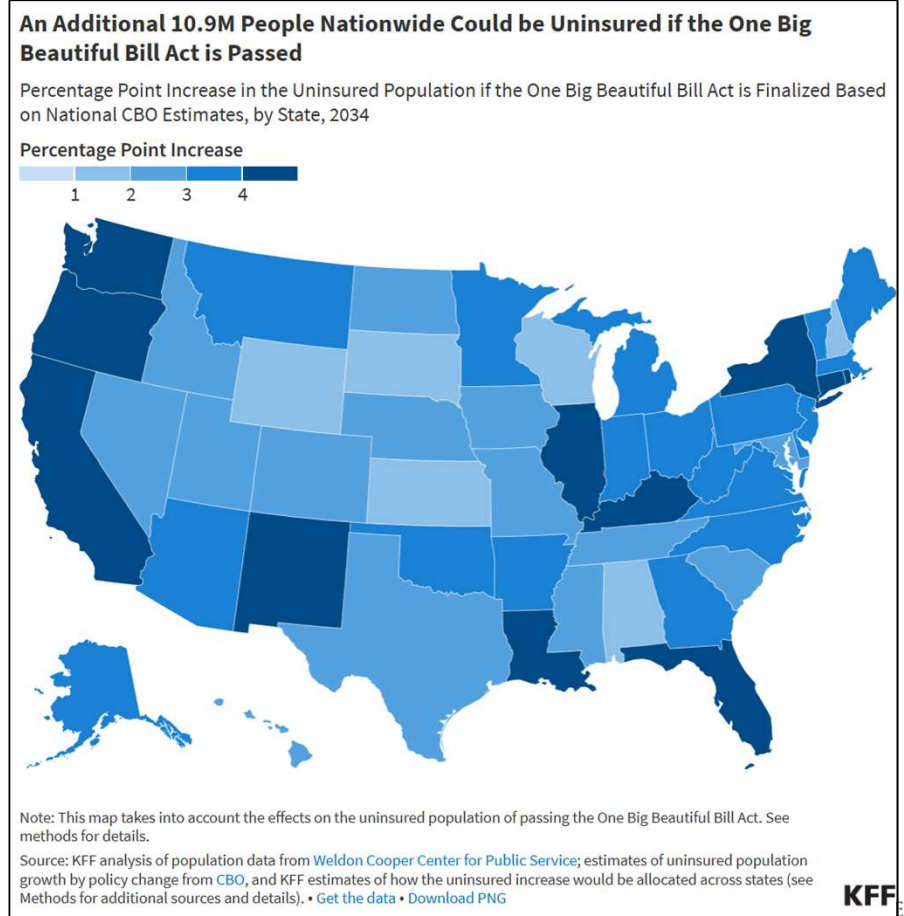 An Additional 10.9M People Nationwide Could be Uninsured if the One Big
Beautiful Bill Act is Passed
Percentage Point Increase in the Uninsured Population if the One Big Beautiful Bill Act is Finalized Based
on National CBO Estimates, by State, 2034
Percentage Point Increase
1 2 3 4
Note: This map takes into account the effects on the uninsured population of passing the One Big Beautiful Bill Act. See
methods for details.
Source: KFF analysis of population data from Weldon Cooper Center for Public Service; estimates of uninsured population
growth by policy change from CBO, and KFF estimates of how the uninsured increase would be allocated across states (see
Methods for additional sources and details). • Get the data • Download PNG
KFF